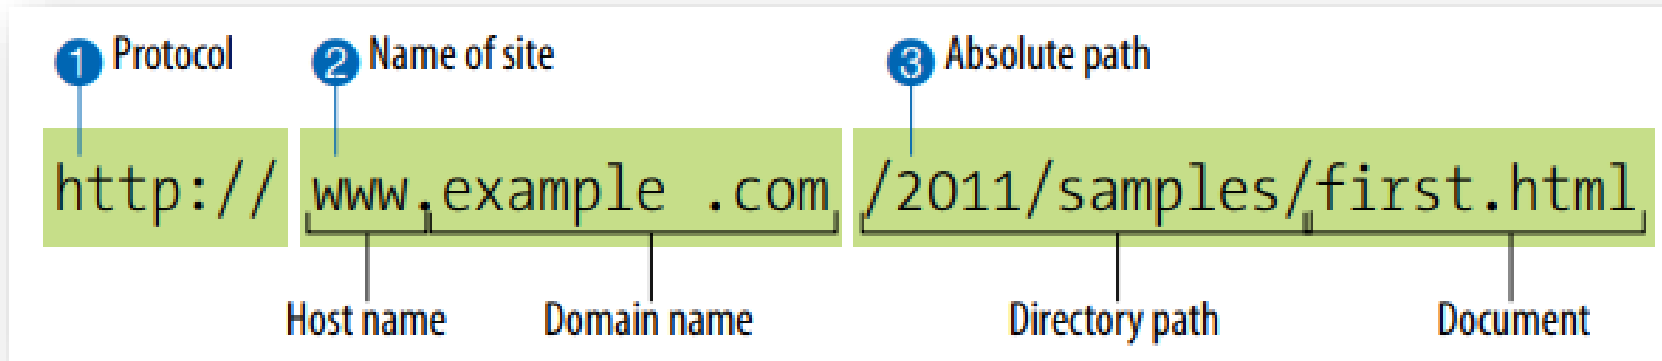 1 Protocol 2 Name of site 3 Absolute path
http:// www.example .com /2011/samples/first.html
Host name Domain name Directory path Document